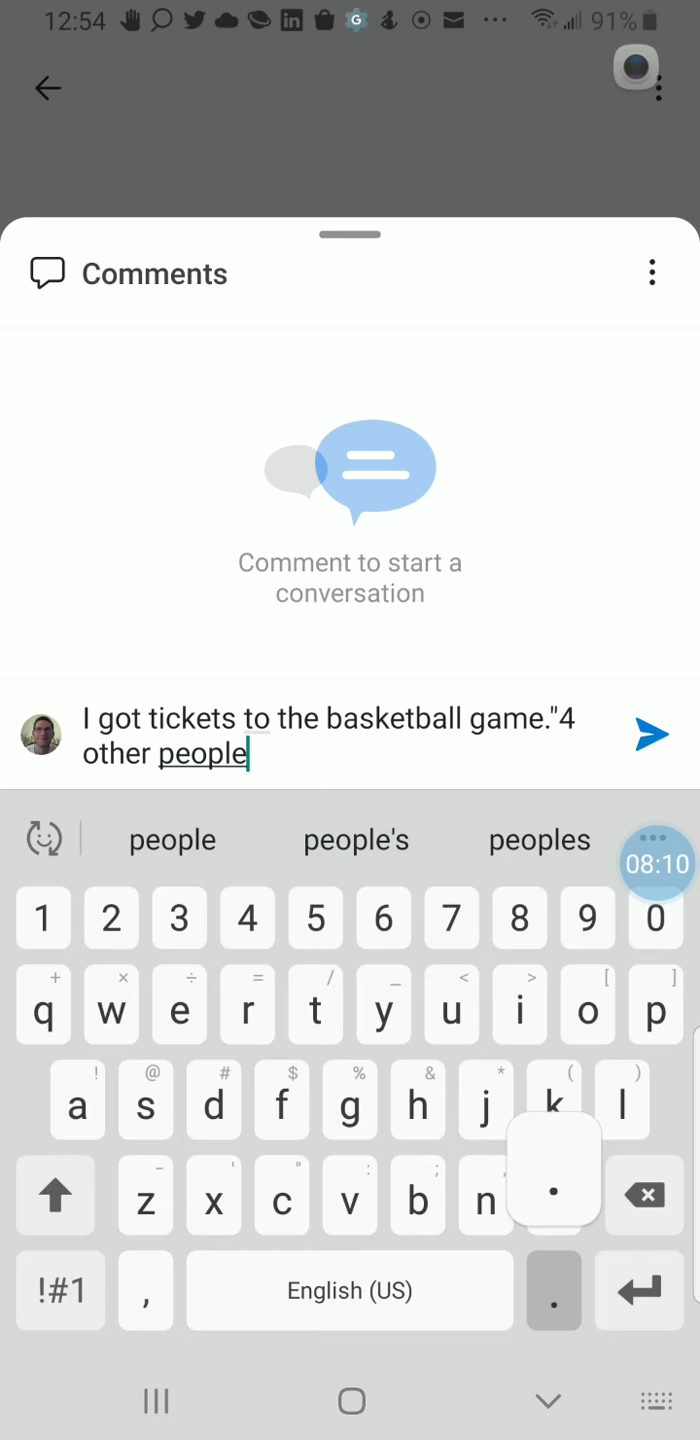 12:54 G in ... 91%
Comments
Comment to start a
conversation
I got tickets to the basketball game."4
other people
people people's peoples
08:10
1 2 3 4 5 6 7 8 9 0
+ × ÷ = / _ < > [ ]
q w e r t y u i o p
! @ # $ % & * ( )
a s d f g h j k l
- ' " : ; ,
z x c v b n .
!#1 , English (US) .